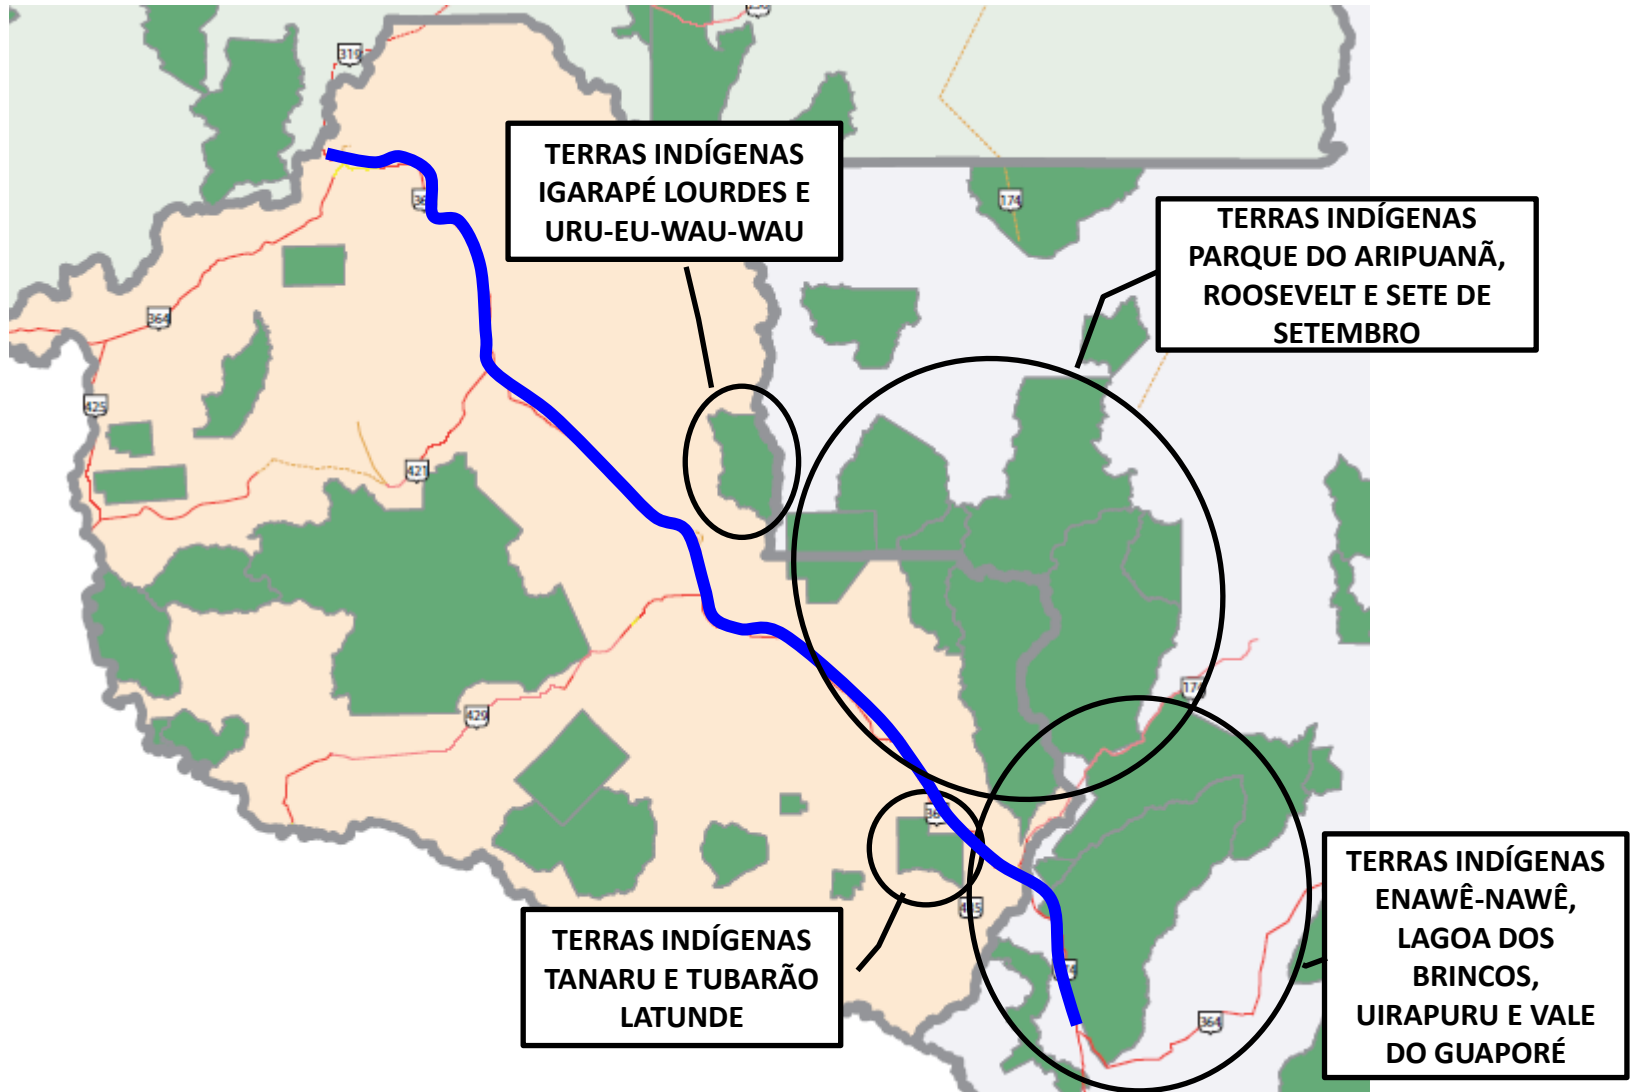 319
TERRAS INDÍGENAS
IGARAPÉ LOURDES E
URU-EU-WAU-WAU
174
TERRAS INDÍGENAS
PARQUE DO ARIPUANÃ,
ROOSEVELT E SETE DE
SETEMBRO
364
425
421
429
TERRAS INDÍGENAS
TANARU E TUBARÃO
LATUNDE
TERRAS INDÍGENAS
ENAWÊ-NAWÊ,
LAGOA DOS
BRINCOS,
UIRAPURU E VALE
DO GUAPORÉ
364